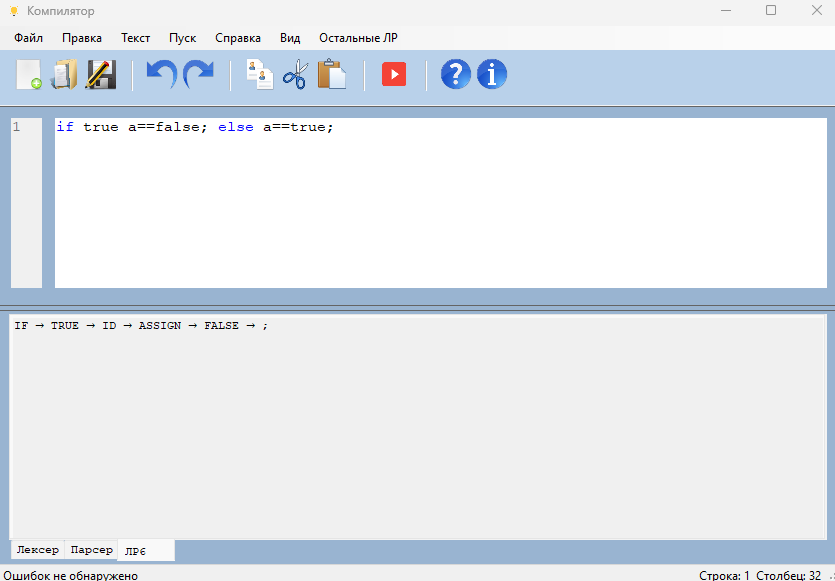 Компилятор
Файл Правка Текст Пуск Справка Вид Остальные ЛР
1 if true a==false; else a==true;
IF → TRUE → ID → ASSIGN → FALSE → ;
Лексер Парсер ЛР6
Ошибок не обнаружено Строка: 1 Столбец: 32